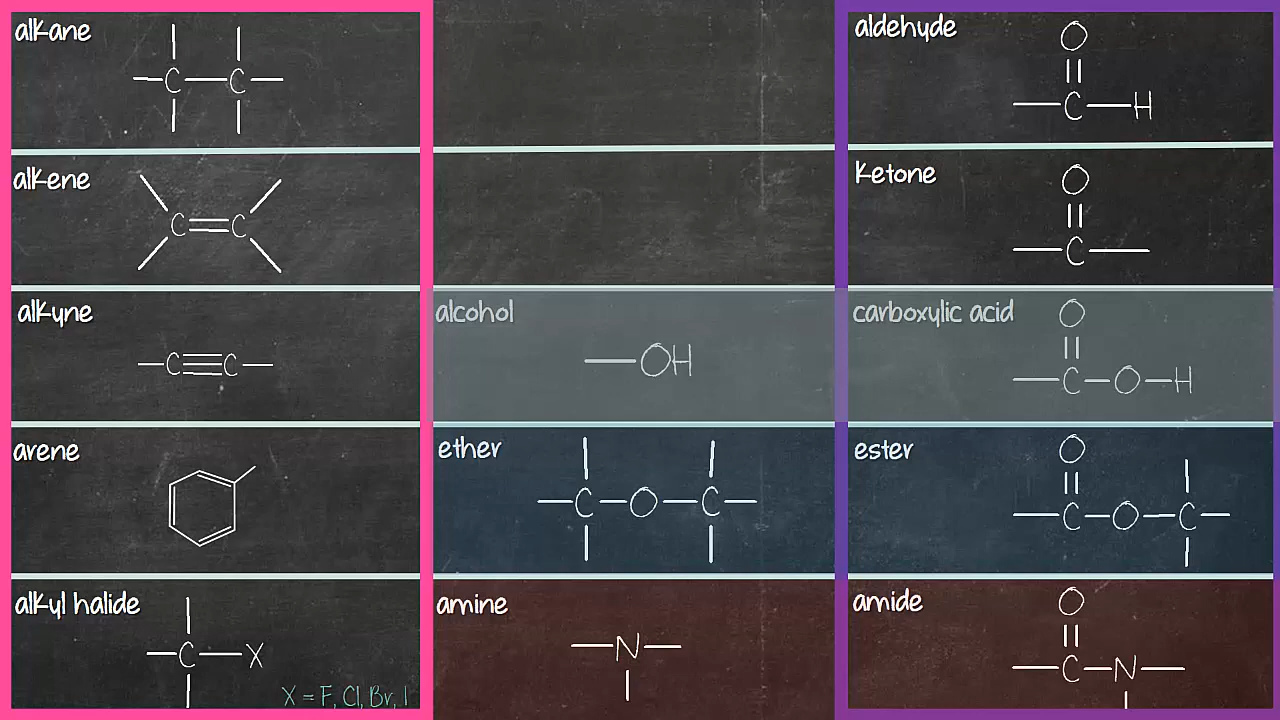 alkane
C C
alkene
C C
alkyne
C C
arene
alkyl halide
C X
X = F, Cl, Br, I
alcohol
OH
ether
C O C
amine
N
aldehyde
O
C H
ketone
O
C
carboxylic acid
O
C O H
ester
O
C O C
amide
O
C N